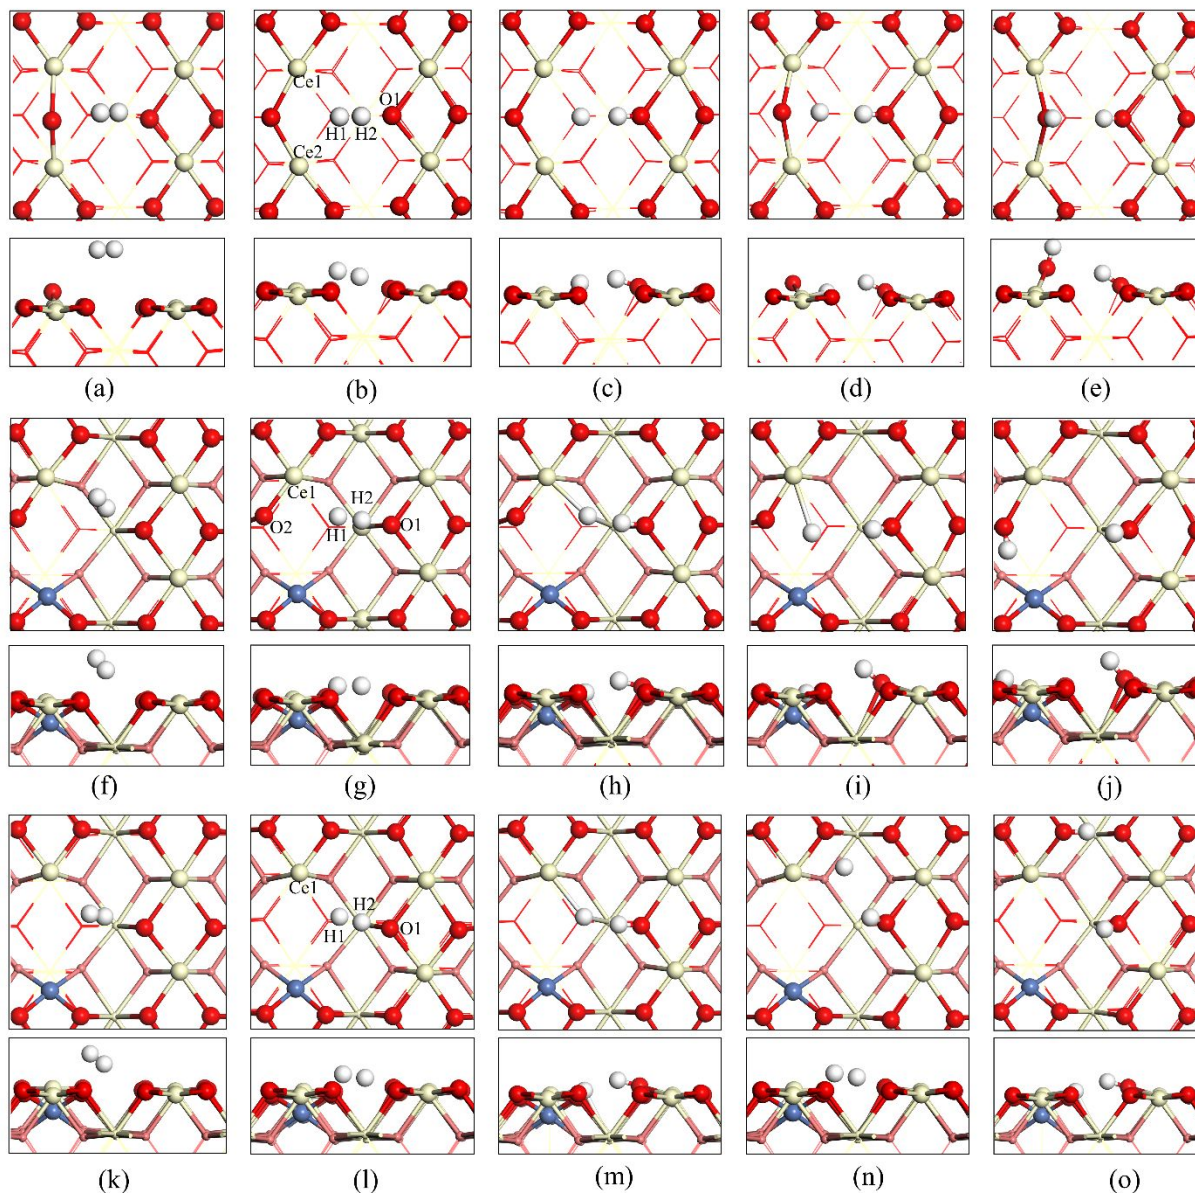 Ce1
O1
H1 H2
Ce2
(a) (b) (c) (d) (e)
Ce1
H2
O2 H1 O1
(f) (g) (h) (i) (j)
Ce1
H2
H1 O1
(k) (l) (m) (n) (o)